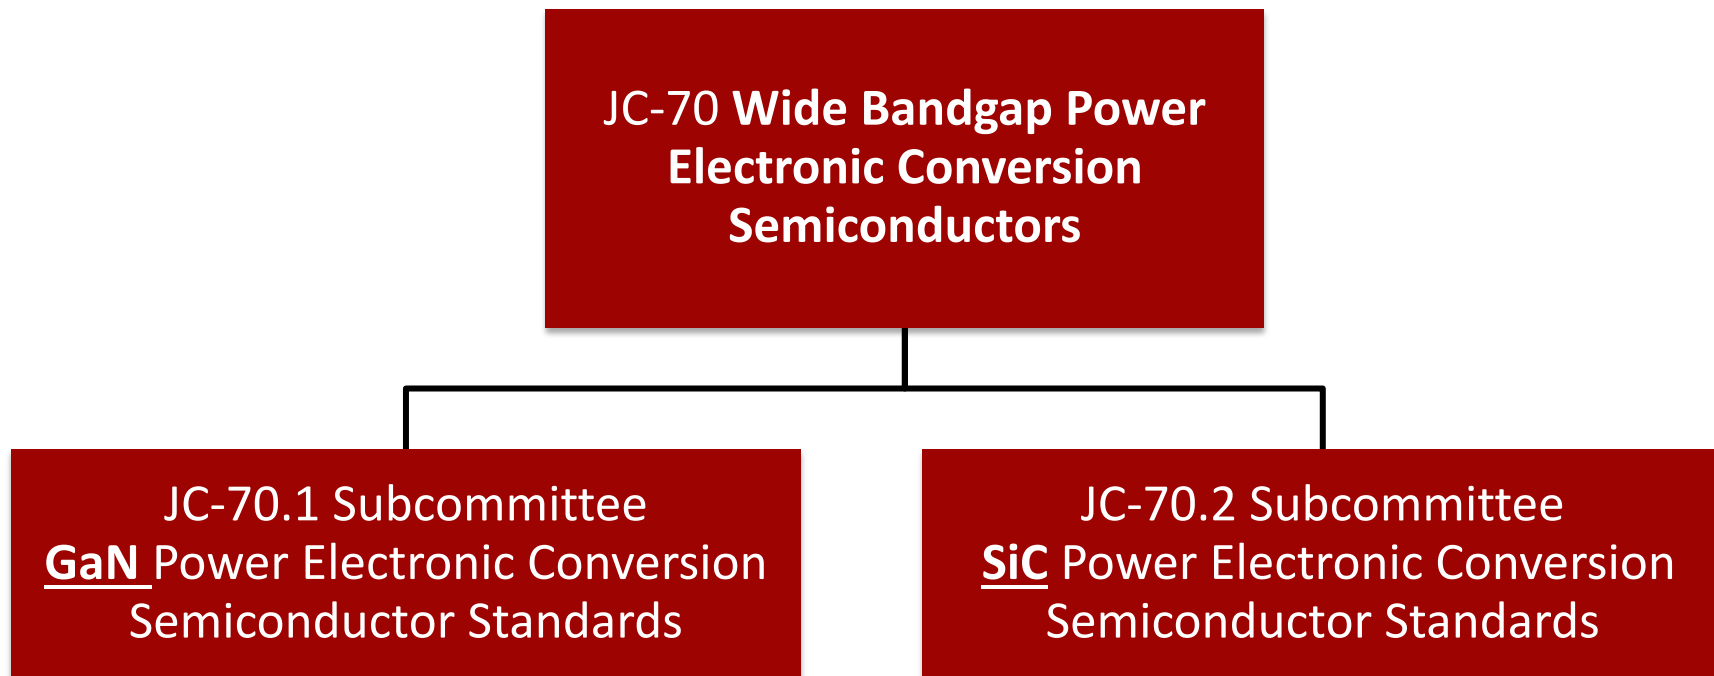 JC-70 Wide Bandgap Power
Electronic Conversion
Semiconductors
JC-70.1 Subcommittee
GaN Power Electronic Conversion
Semiconductor Standards
JC-70.2 Subcommittee
SiC Power Electronic Conversion
Semiconductor Standards